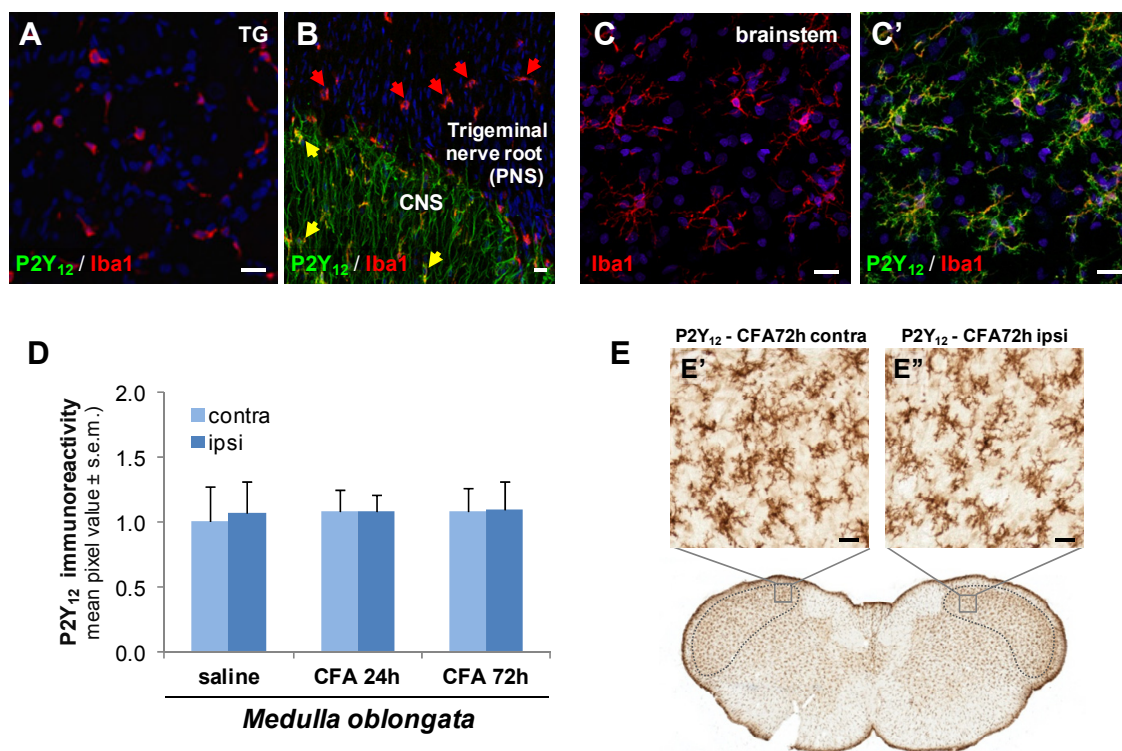 A
TG
P2Y₁₂ / Iba1
B
Trigeminal
nerve root
(PNS)
CNS
P2Y₁₂ / Iba1
C
brainstem
Iba1
C’
P2Y₁₂ / Iba1
D
P2Y₁₂ immunoreactivity
mean pixel value ± s.e.m.)
2.0
1.5
1.0
0.5
0.0
contra
ipsi
saline
CFA 24h
CFA 72h
Medulla oblongata
E
P2Y₁₂ - CFA72h contra
E’
P2Y₁₂ - CFA72h ipsi
E”